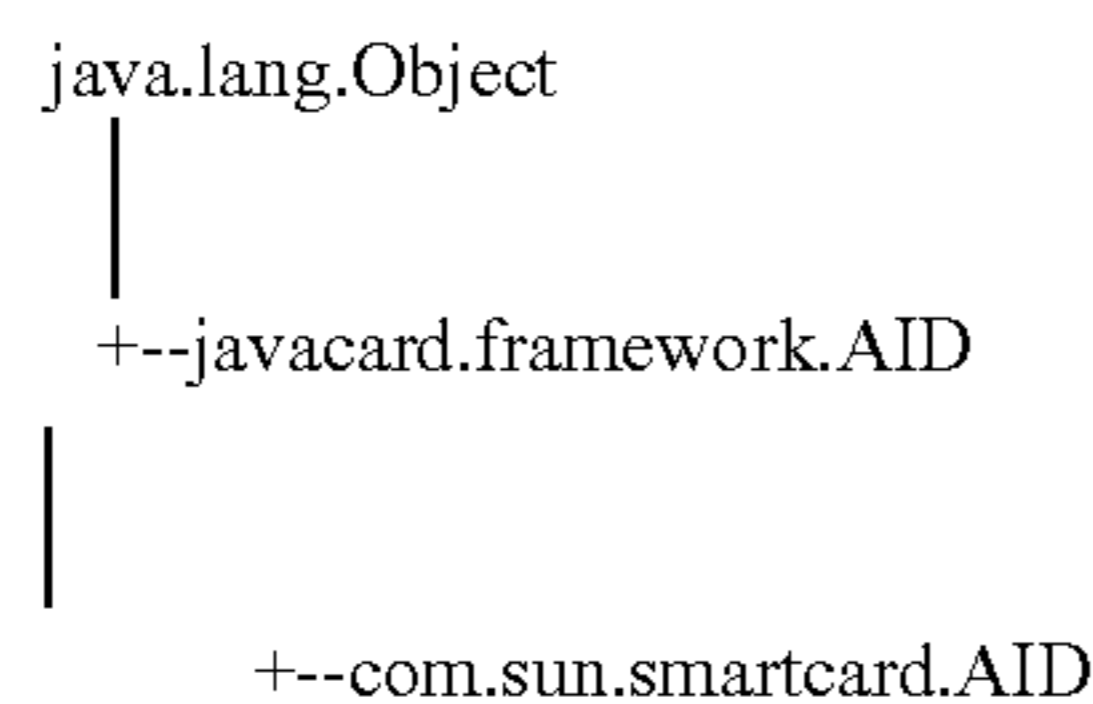 java.lang.Object
|
+--javacard.framework.AID
|
+--com.sun.smartcard.AID